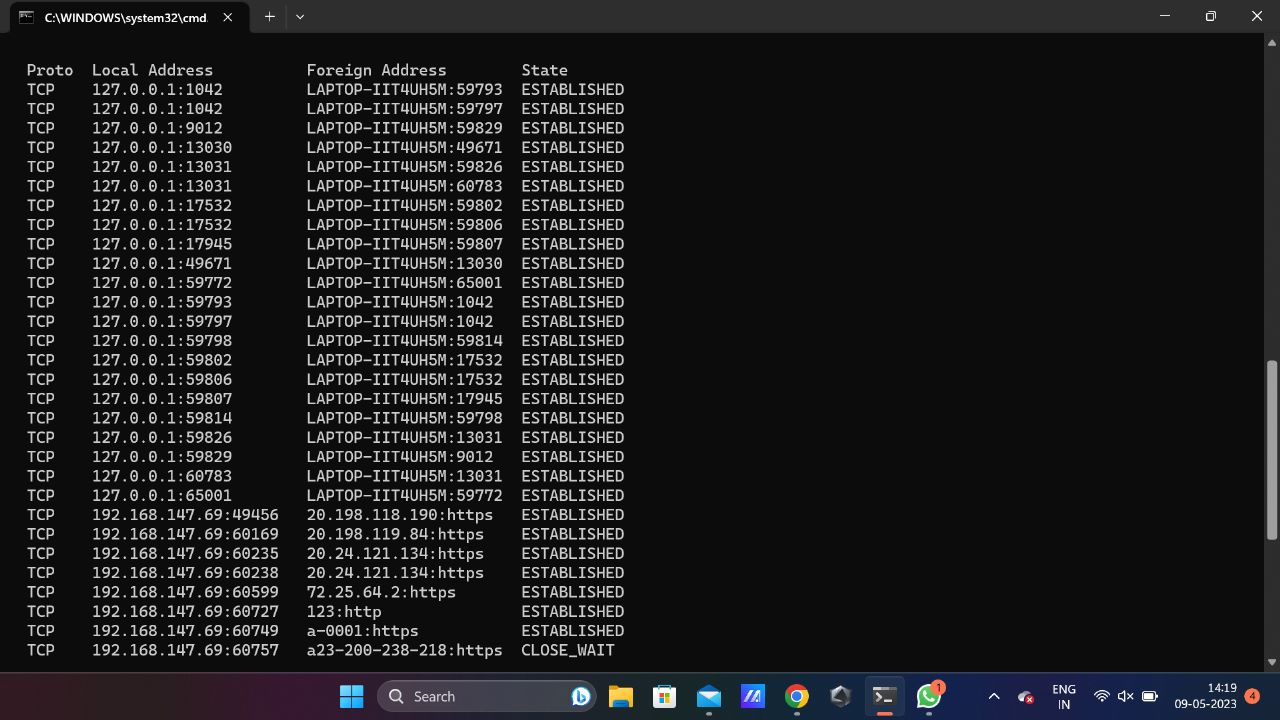 C:\WINDOWS\system32\cmd.
Proto Local Address Foreign Address State
TCP 127.0.0.1:1042 LAPTOP-IIT4UH5M:59793 ESTABLISHED
TCP 127.0.0.1:1042 LAPTOP-IIT4UH5M:59797 ESTABLISHED
TCP 127.0.0.1:9012 LAPTOP-IIT4UH5M:59829 ESTABLISHED
TCP 127.0.0.1:13030 LAPTOP-IIT4UH5M:49671 ESTABLISHED
TCP 127.0.0.1:13031 LAPTOP-IIT4UH5M:59826 ESTABLISHED
TCP 127.0.0.1:13031 LAPTOP-IIT4UH5M:60783 ESTABLISHED
TCP 127.0.0.1:17532 LAPTOP-IIT4UH5M:59802 ESTABLISHED
TCP 127.0.0.1:17532 LAPTOP-IIT4UH5M:59806 ESTABLISHED
TCP 127.0.0.1:17945 LAPTOP-IIT4UH5M:59807 ESTABLISHED
TCP 127.0.0.1:49671 LAPTOP-IIT4UH5M:13030 ESTABLISHED
TCP 127.0.0.1:59772 LAPTOP-IIT4UH5M:65001 ESTABLISHED
TCP 127.0.0.1:59793 LAPTOP-IIT4UH5M:1042 ESTABLISHED
TCP 127.0.0.1:59797 LAPTOP-IIT4UH5M:1042 ESTABLISHED
TCP 127.0.0.1:59798 LAPTOP-IIT4UH5M:59814 ESTABLISHED
TCP 127.0.0.1:59802 LAPTOP-IIT4UH5M:17532 ESTABLISHED
TCP 127.0.0.1:59806 LAPTOP-IIT4UH5M:17532 ESTABLISHED
TCP 127.0.0.1:59807 LAPTOP-IIT4UH5M:17945 ESTABLISHED
TCP 127.0.0.1:59814 LAPTOP-IIT4UH5M:59798 ESTABLISHED
TCP 127.0.0.1:59826 LAPTOP-IIT4UH5M:13031 ESTABLISHED
TCP 127.0.0.1:59829 LAPTOP-IIT4UH5M:9012 ESTABLISHED
TCP 127.0.0.1:60783 LAPTOP-IIT4UH5M:13031 ESTABLISHED
TCP 127.0.0.1:65001 LAPTOP-IIT4UH5M:59772 ESTABLISHED
TCP 192.168.147.69:49456 20.198.118.190:https ESTABLISHED
TCP 192.168.147.69:60169 20.198.119.84:https ESTABLISHED
TCP 192.168.147.69:60235 20.24.121.134:https ESTABLISHED
TCP 192.168.147.69:60238 20.24.121.134:https ESTABLISHED
TCP 192.168.147.69:60599 72.25.64.2:https ESTABLISHED
TCP 192.168.147.69:60727 123:http ESTABLISHED
TCP 192.168.147.69:60749 a-0001:https ESTABLISHED
TCP 192.168.147.69:60757 a23-200-238-218:https CLOSE_WAIT
Search
1
ENG
IN
14:19
09-05-2023
4